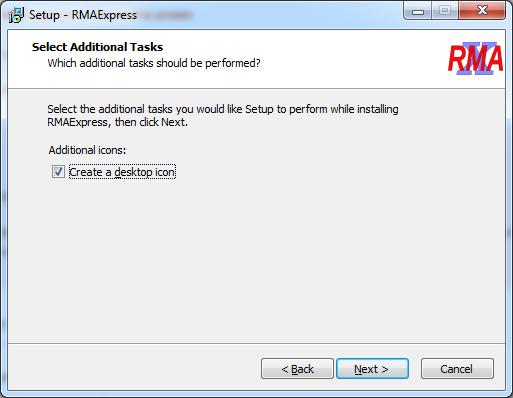 Setup - RMAExpress
Select Additional Tasks
Which additional tasks should be performed?
RMA
Select the additional tasks you would like Setup to perform while installing
RMAExpress, then click Next.
Additional icons:
Create a desktop icon
< Back
Next >
Cancel